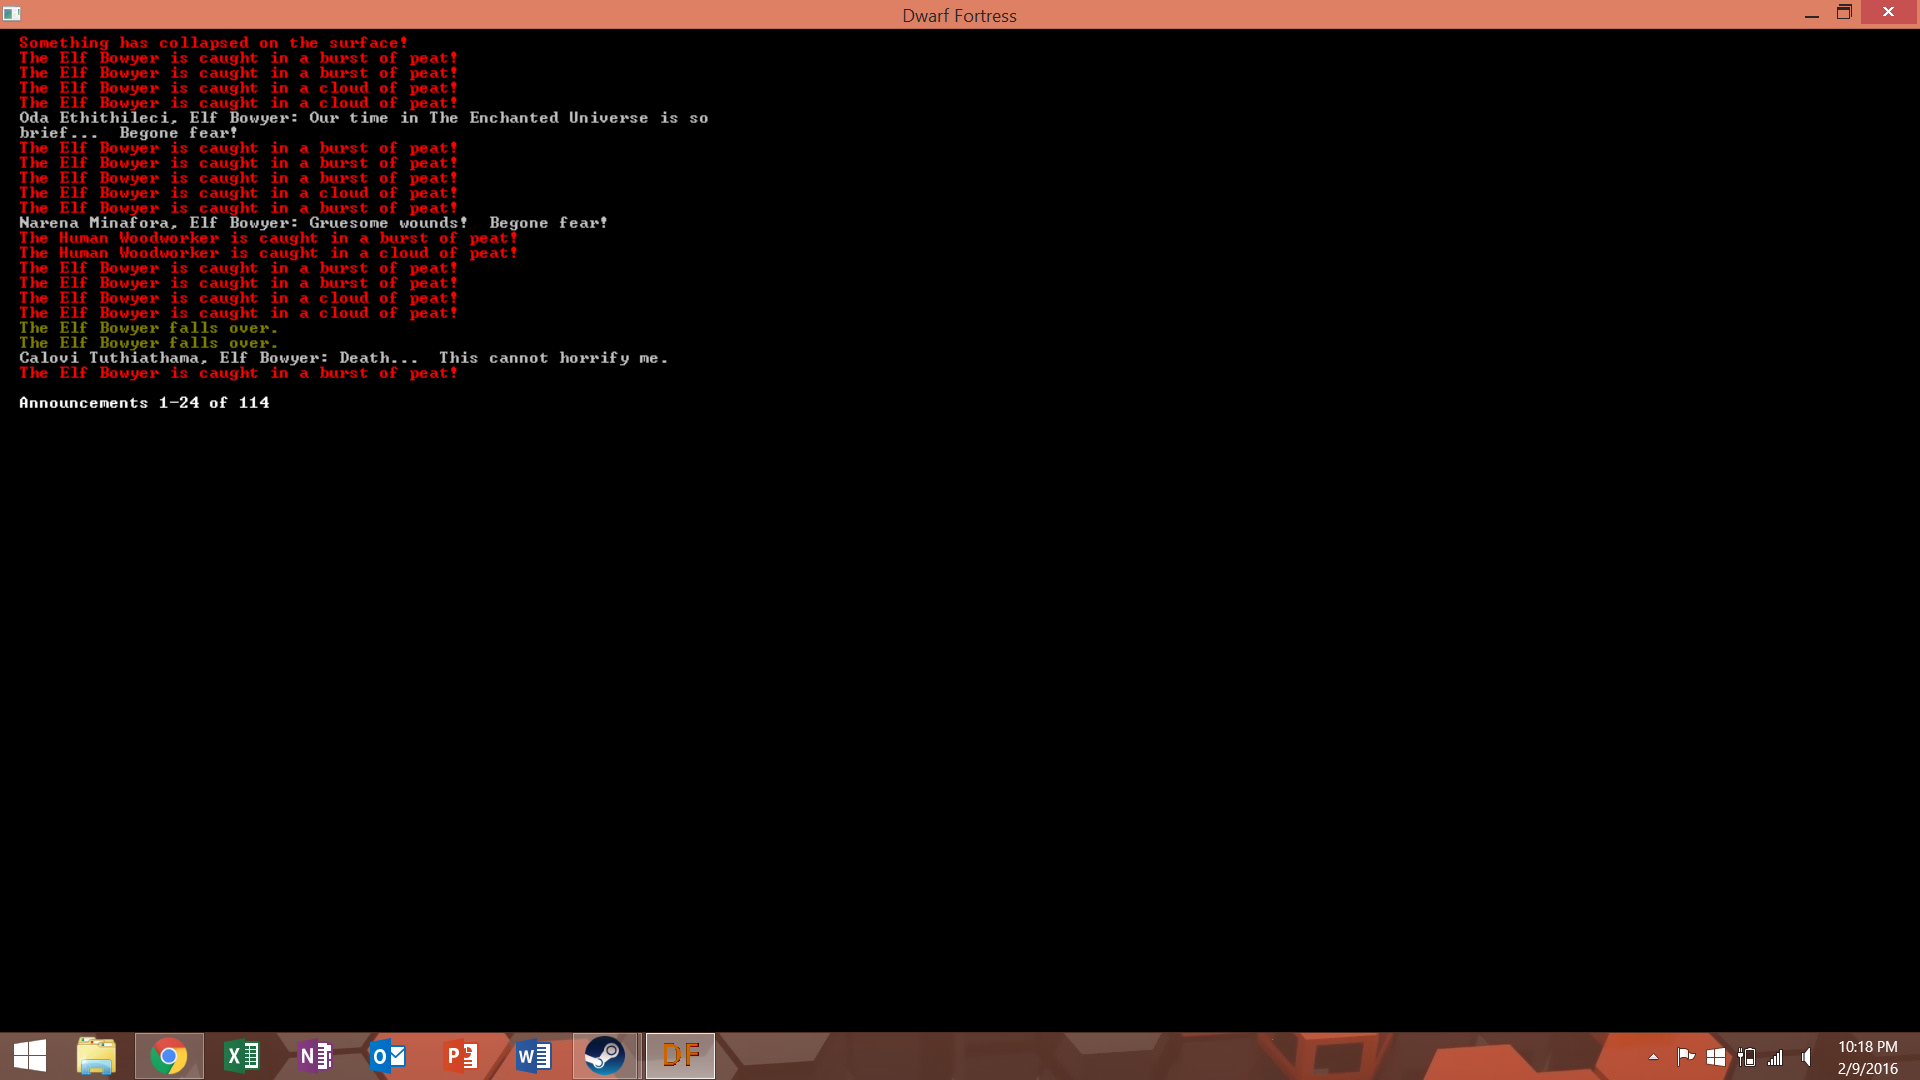 Dwarf Fortress
Something has collapsed on the surface!
The Elf Bowyer is caught in a burst of peat!
The Elf Bowyer is caught in a burst of peat!
The Elf Bowyer is caught in a cloud of peat!
The Elf Bowyer is caught in a cloud of peat!
Oda Ethithileci, Elf Bowyer: Our time in The Enchanted Universe is so
brief...  Begone fear!
The Elf Bowyer is caught in a burst of peat!
The Elf Bowyer is caught in a burst of peat!
The Elf Bowyer is caught in a burst of peat!
The Elf Bowyer is caught in a cloud of peat!
The Elf Bowyer is caught in a burst of peat!
Narena Minafora, Elf Bowyer: Gruesome wounds!  Begone fear!
The Human Woodworker is caught in a burst of peat!
The Human Woodworker is caught in a cloud of peat!
The Elf Bowyer is caught in a burst of peat!
The Elf Bowyer is caught in a burst of peat!
The Elf Bowyer is caught in a cloud of peat!
The Elf Bowyer is caught in a cloud of peat!
The Elf Bowyer falls over.
The Elf Bowyer falls over.
Calovi Tuthiathama, Elf Bowyer: Death...  This cannot horrify me.
The Elf Bowyer is caught in a burst of peat!
Announcements 1-24 of 114
DF
10:18 PM
2/9/2016